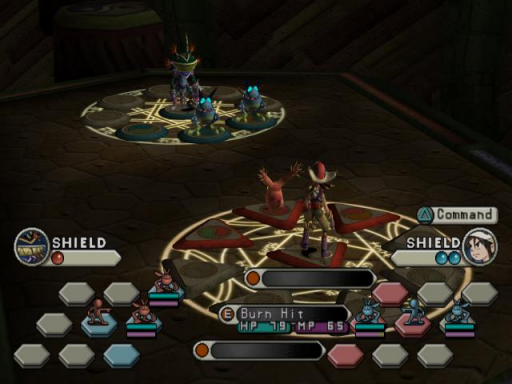 Command
SHIELD
SHIELD
E Burn Hit
HP 79 MP 65